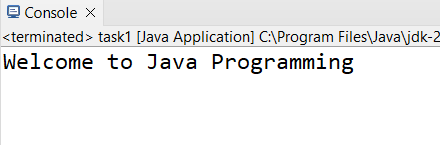 Console
<terminated> task1 [Java Application] C:\Program Files\Java\jdk-2
Welcome to Java Programming